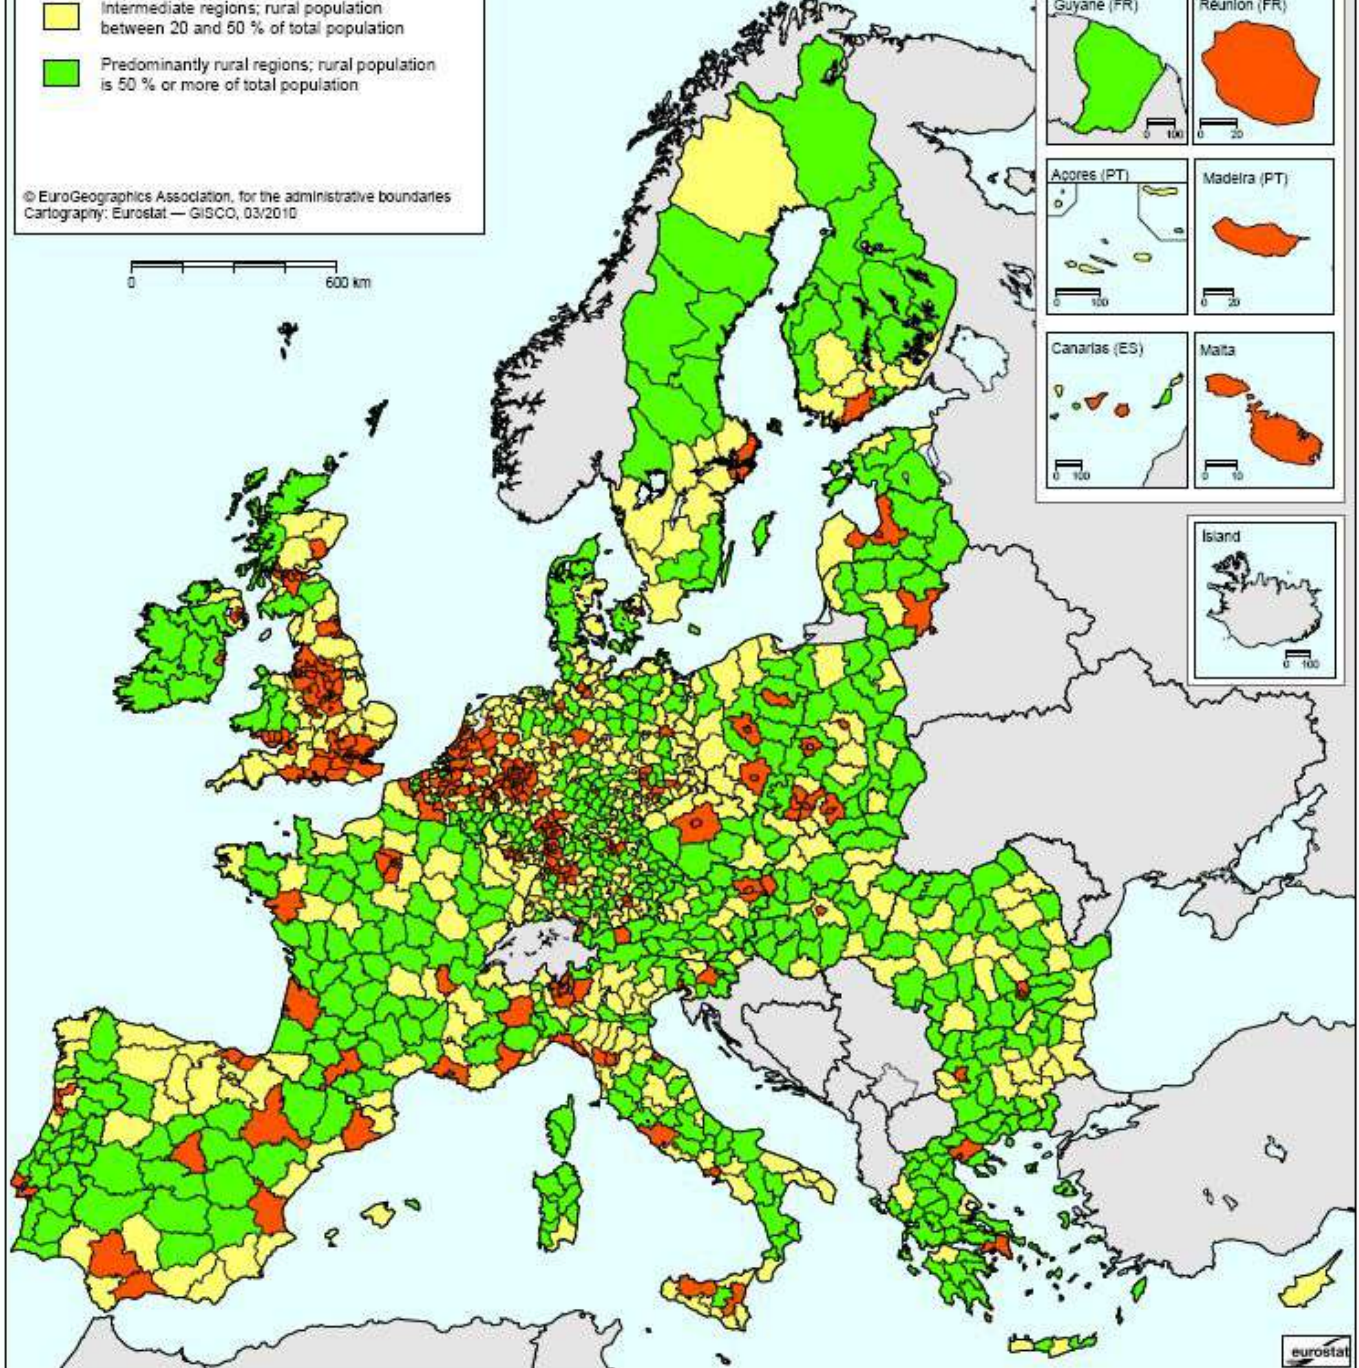 Intermediate regions; rural population
between 20 and 50 % of total population
Predominantly rural regions; rural population
is 50 % or more of total population
© EuroGeographics Association, for the administrative boundaries
Cartography: Eurostat — GISCO, 03/2010
0 600 km
Guyane (FR)
0 100
Réunion (FR)
0 20
Açores (PT)
0 100
Madeira (PT)
0 20
Canarias (ES)
0 100
Malta
0 10
Ísland
0 100
eurostat